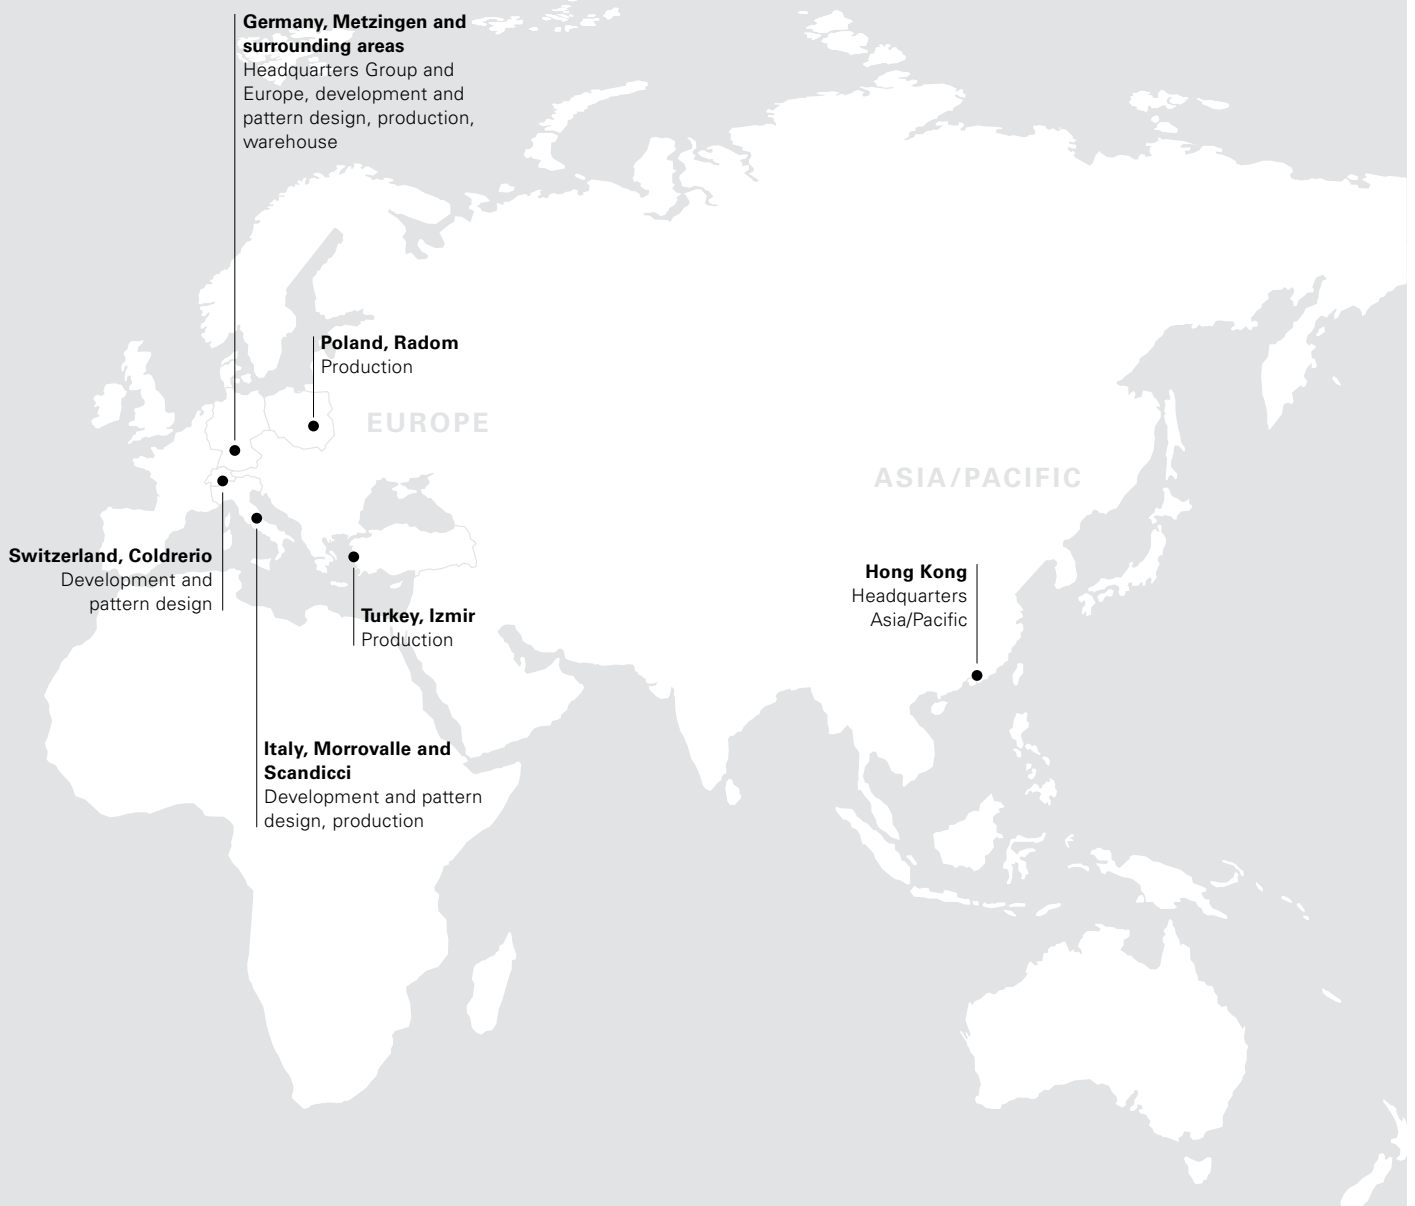 Germany, Metzingen and
surrounding areas
Headquarters Group and
Europe, development and
pattern design, production,
warehouse
Poland, Radom
Production
EUROPE
ASIA/PACIFIC
Switzerland, Coldrerio
Development and
pattern design
Hong Kong
Headquarters
Asia/Pacific
Turkey, Izmir
Production
Italy, Morrovalle and
Scandicci
Development and pattern
design, production